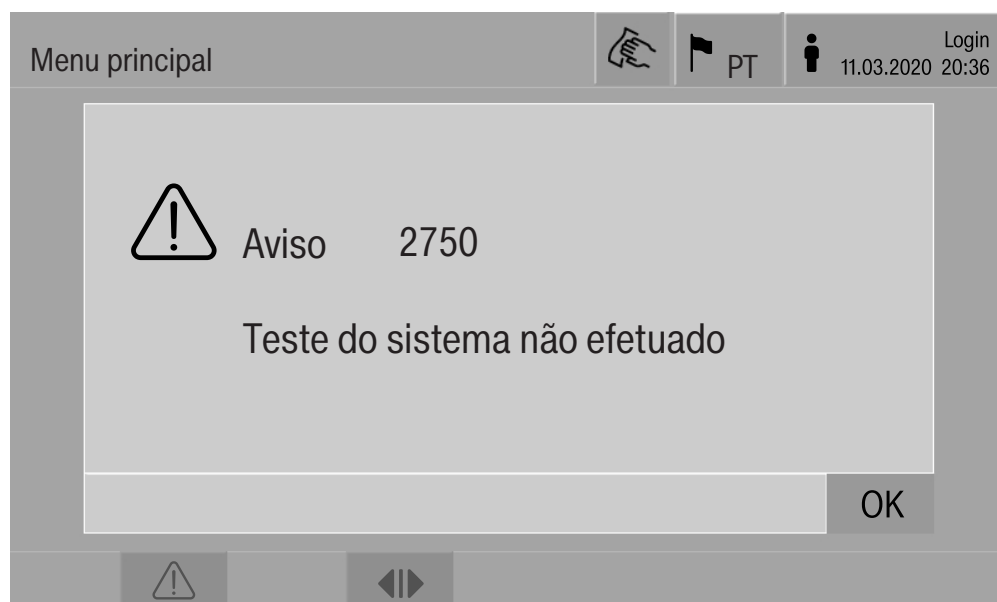 Menu principal
PT
Login
11.03.2020 20:36
Aviso 2750
Teste do sistema não efetuado
OK